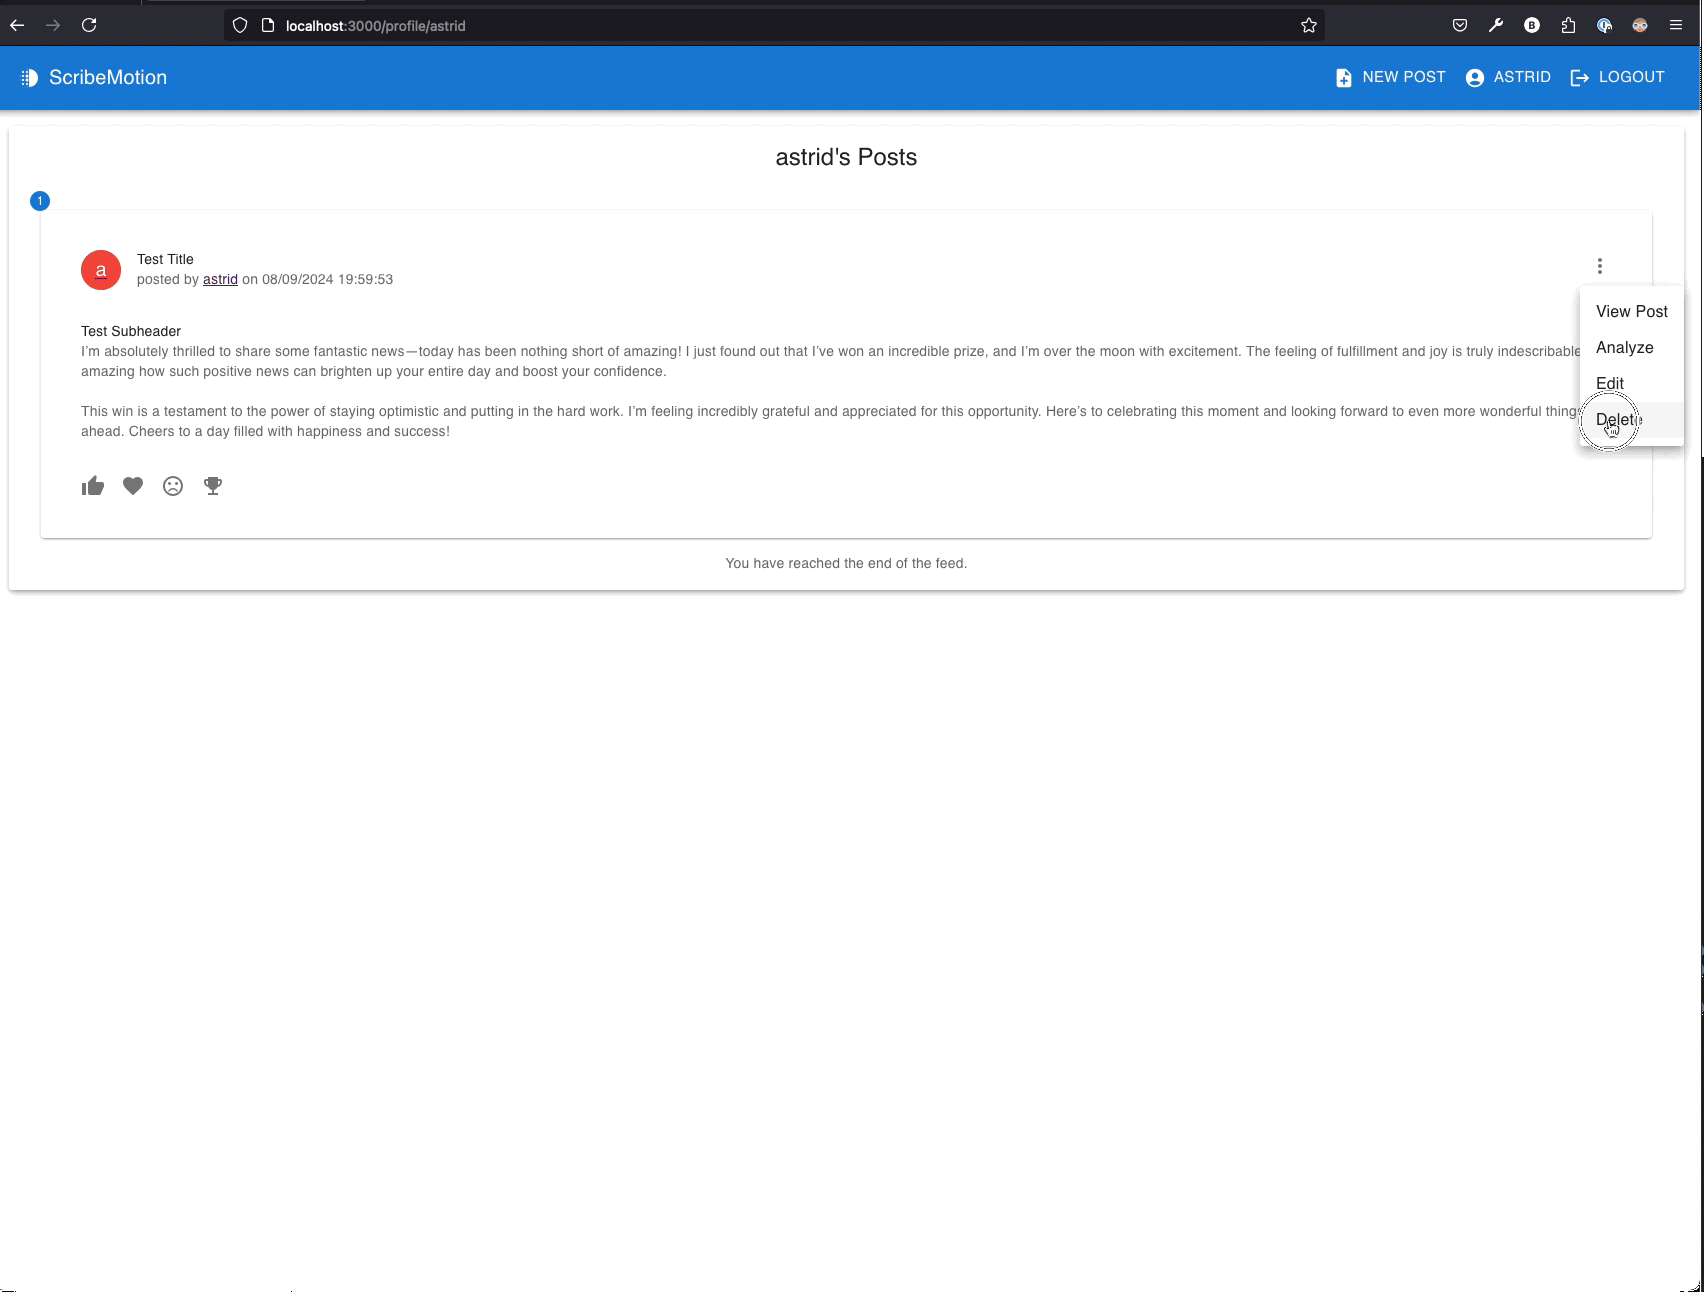 localhost:3000/profile/astrid
B
ScribeMotion
NEW POST ASTRID LOGOUT
astrid's Posts
1
a
Test Title
posted by astrid on 08/09/2024 19:59:53
View Post
Analyze
Edit
Delete
Test Subheader
I'm absolutely thrilled to share some fantastic news—today has been nothing short of amazing! I just found out that I've won an incredible prize, and I'm over the moon with excitement. The feeling of fulfillment and joy is truly indescribable
amazing how such positive news can brighten up your entire day and boost your confidence.
This win is a testament to the power of staying optimistic and putting in the hard work. I'm feeling incredibly grateful and appreciated for this opportunity. Here's to celebrating this moment and looking forward to even more wonderful thing
ahead. Cheers to a day filled with happiness and success!
You have reached the end of the feed.